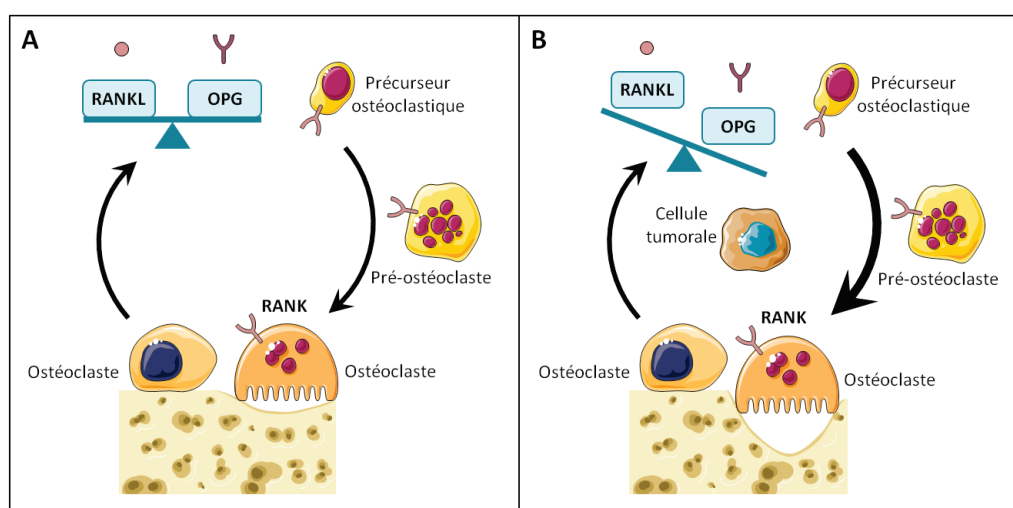 A
RANKL
OPG
Précurseur
ostéoclastique
Pré-ostéoclaste
RANK
Ostéoclaste
Ostéoclaste
B
RANKL
OPG
Précurseur
ostéoclastique
Cellule
tumorale
Pré-ostéoclaste
RANK
Ostéoclaste
Ostéoclaste